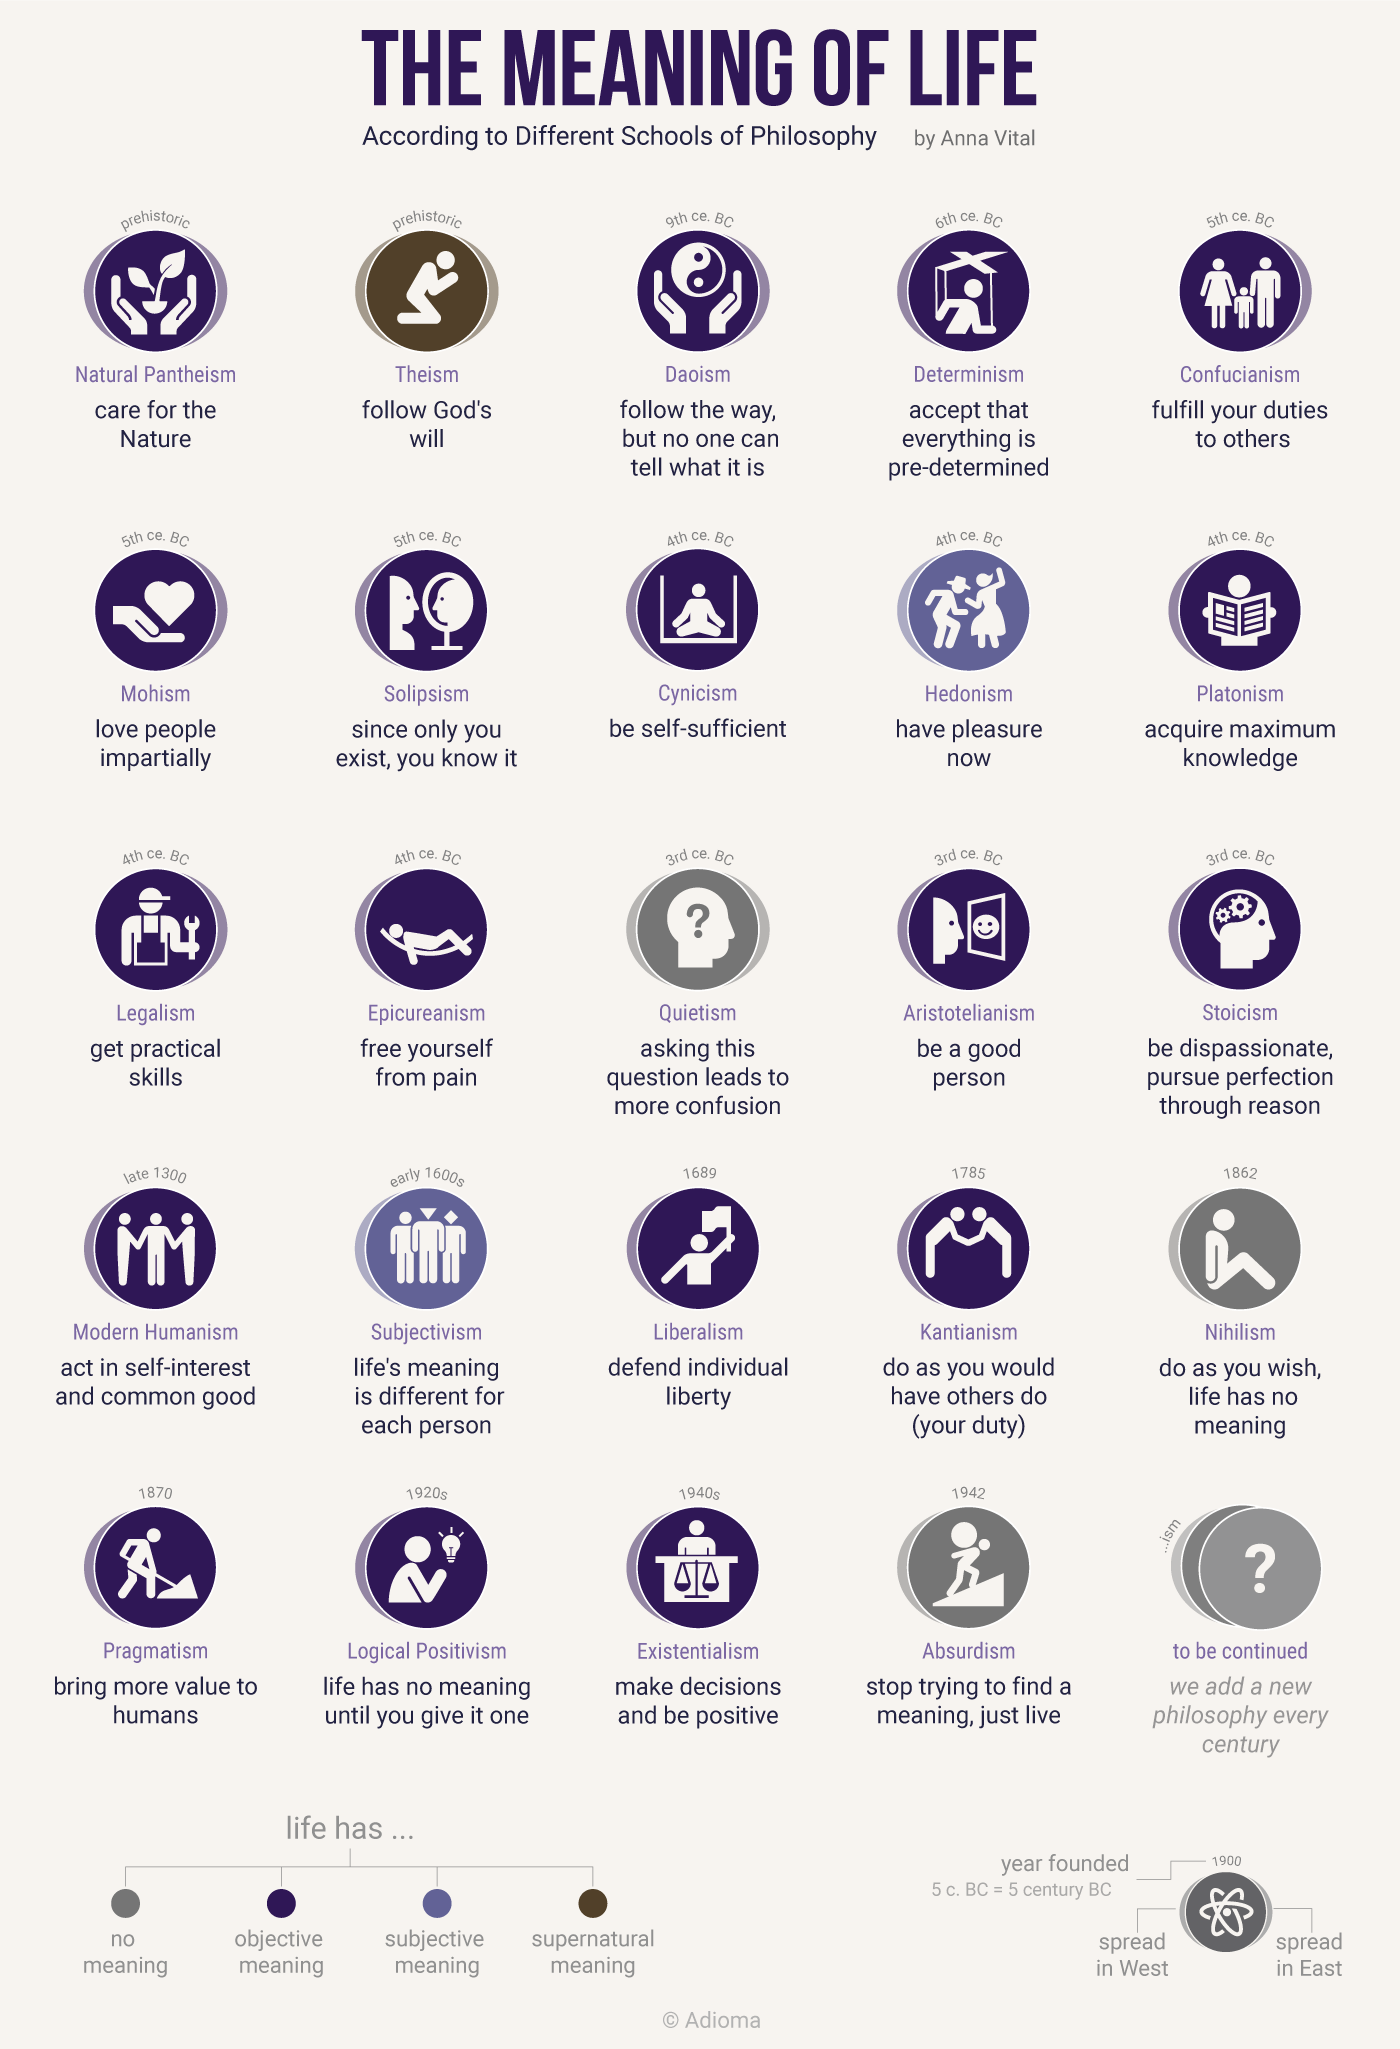 THE MEANING OF LIFE
According to Different Schools of Philosophy by Anna Vital
prehistoric
Natural Pantheism
care for the
Nature
prehistoric
Theism
follow God's
will
9th ce. BC
Daoism
follow the way,
but no one can
tell what it is
6th ce. BC
Determinism
accept that
everything is
pre-determined
5th ce. BC
Confucianism
fulfill your duties
to others
5th ce. BC
Mohism
love people
impartially
5th ce. BC
Solipsism
since only you
exist, you know it
4th ce. BC
Cynicism
be self-sufficient
4th ce. BC
Hedonism
have pleasure
now
4th ce. BC
Platonism
acquire maximum
knowledge
4th ce. BC
Legalism
get practical
skills
4th ce. BC
Epicureanism
free yourself
from pain
3rd ce. BC
?
Quietism
asking this
question leads to
more confusion
3rd ce. BC
Aristotelianism
be a good
person
3rd ce. BC
Stoicism
be dispassionate,
pursue perfection
through reason
late 1300
Modern Humanism
act in self-interest
and common good
early 1600s
Subjectivism
life's meaning
is different for
each person
1689
Liberalism
defend individual
liberty
1785
Kantianism
do as you would
have others do
(your duty)
1862
Nihilism
do as you wish,
life has no
meaning
1870
Pragmatism
bring more value to
humans
1920s
Logical Positivism
life has no meaning
until you give it one
1940s
Existentialism
make decisions
and be positive
1942
Absurdism
stop trying to find a
meaning, just live
...ism
?
to be continued
we add a new
philosophy every
century
life has ...
no
meaning
objective
meaning
subjective
meaning
supernatural
meaning
year founded
5 c. BC = 5 century BC
1900
spread
in West
spread
in East
© Adioma